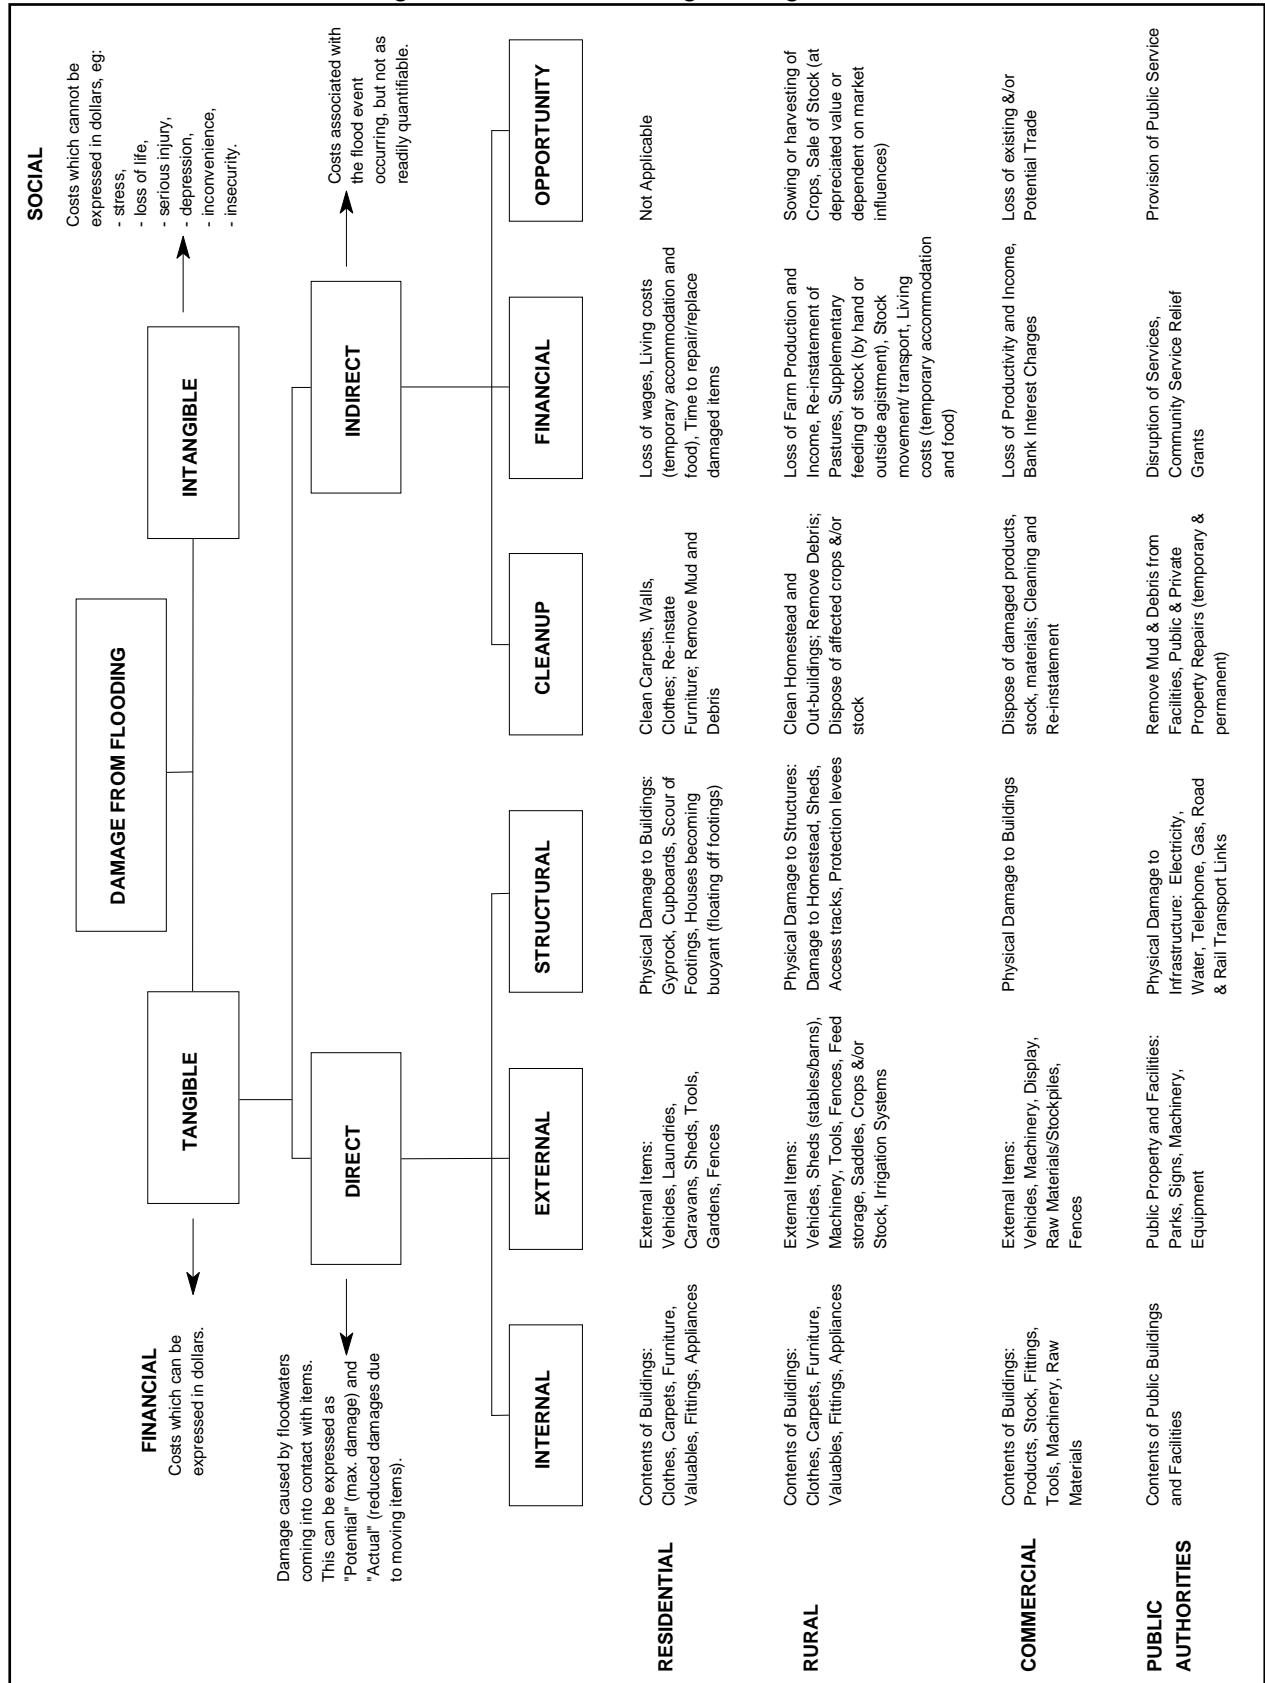 DAMAGE FROM FLOODING
FINANCIAL
Costs which can be
expressed in dollars.
TANGIBLE
INTANGIBLE
SOCIAL
Costs which cannot be
expressed in dollars, eg:
- stress,
- loss of life,
- serious injury,
- depression,
- inconvenience,
- insecurity.
Damage caused by floodwaters
coming into contact with items.
This can be expressed as
"Potential" (max. damage) and
"Actual" (reduced damages due
to moving items).
DIRECT
INDIRECT
Costs associated with
the flood event
occurring, but not as
readily quantifiable.
INTERNAL
EXTERNAL
STRUCTURAL
CLEANUP
FINANCIAL
OPPORTUNITY
RESIDENTIAL
Contents of Buildings:
Clothes, Carpets, Furniture,
Valuables, Fittings, Appliances
External Items:
Vehicles, Laundries,
Caravans, Sheds, Tools,
Gardens, Fences
Physical Damage to Buildings:
Gyprock, Cupboards, Scour of
Footings, Houses becoming
buoyant (floating off footings)
Clean Carpets, Walls,
Clothes; Re-instate
Furniture; Remove Mud and
Debris
Loss of wages, Living costs
(temporary accommodation and
food), Time to repair/replace
damaged items
Not Applicable
RURAL
Contents of Buildings:
Clothes, Carpets, Furniture,
Valuables, Fittings, Appliances
External Items:
Vehicles, Sheds (stables/barns),
Machinery, Tools, Fences, Feed
storage, Saddles, Crops &/or
Stock, Irrigation Systems
Physical Damage to Structures:
Damage to Homestead, Sheds,
Access tracks, Protection levees
Clean Homestead and
Out-buildings; Remove Debris;
Dispose of affected crops &/or
stock
Loss of Farm Production and
Income, Re-instatement of
Pastures, Supplementary
feeding of stock (by hand or
outside agistment), Stock
movement/ transport, Living
costs (temporary accommodation
and food)
Sowing or harvesting of
Crops, Sale of Stock (at
depreciated value or
dependent on market
influences)
COMMERCIAL
Contents of Buildings:
Products, Stock, Fittings,
Tools, Machinery, Raw
Materials
External Items:
Vehicles, Machinery, Display,
Raw Materials/Stockpiles,
Fences
Physical Damage to Buildings
Dispose of damaged products,
stock, materials; Cleaning and
Re-instatement
Loss of Productivity and Income,
Bank Interest Charges
Loss of existing &/or
Potential Trade
PUBLIC
AUTHORITIES
Contents of Public Buildings
and Facilities
Public Property and Facilities:
Parks, Signs, Machinery,
Equipment
Physical Damage to
Infrastructure: Electricity,
Water, Telephone, Gas, Road
& Rail Transport Links
Remove Mud & Debris from
Facilities, Public & Private
Property Repairs (temporary &
permanent)
Disruption of Services,
Community Service Relief
Grants
Provision of Public Service